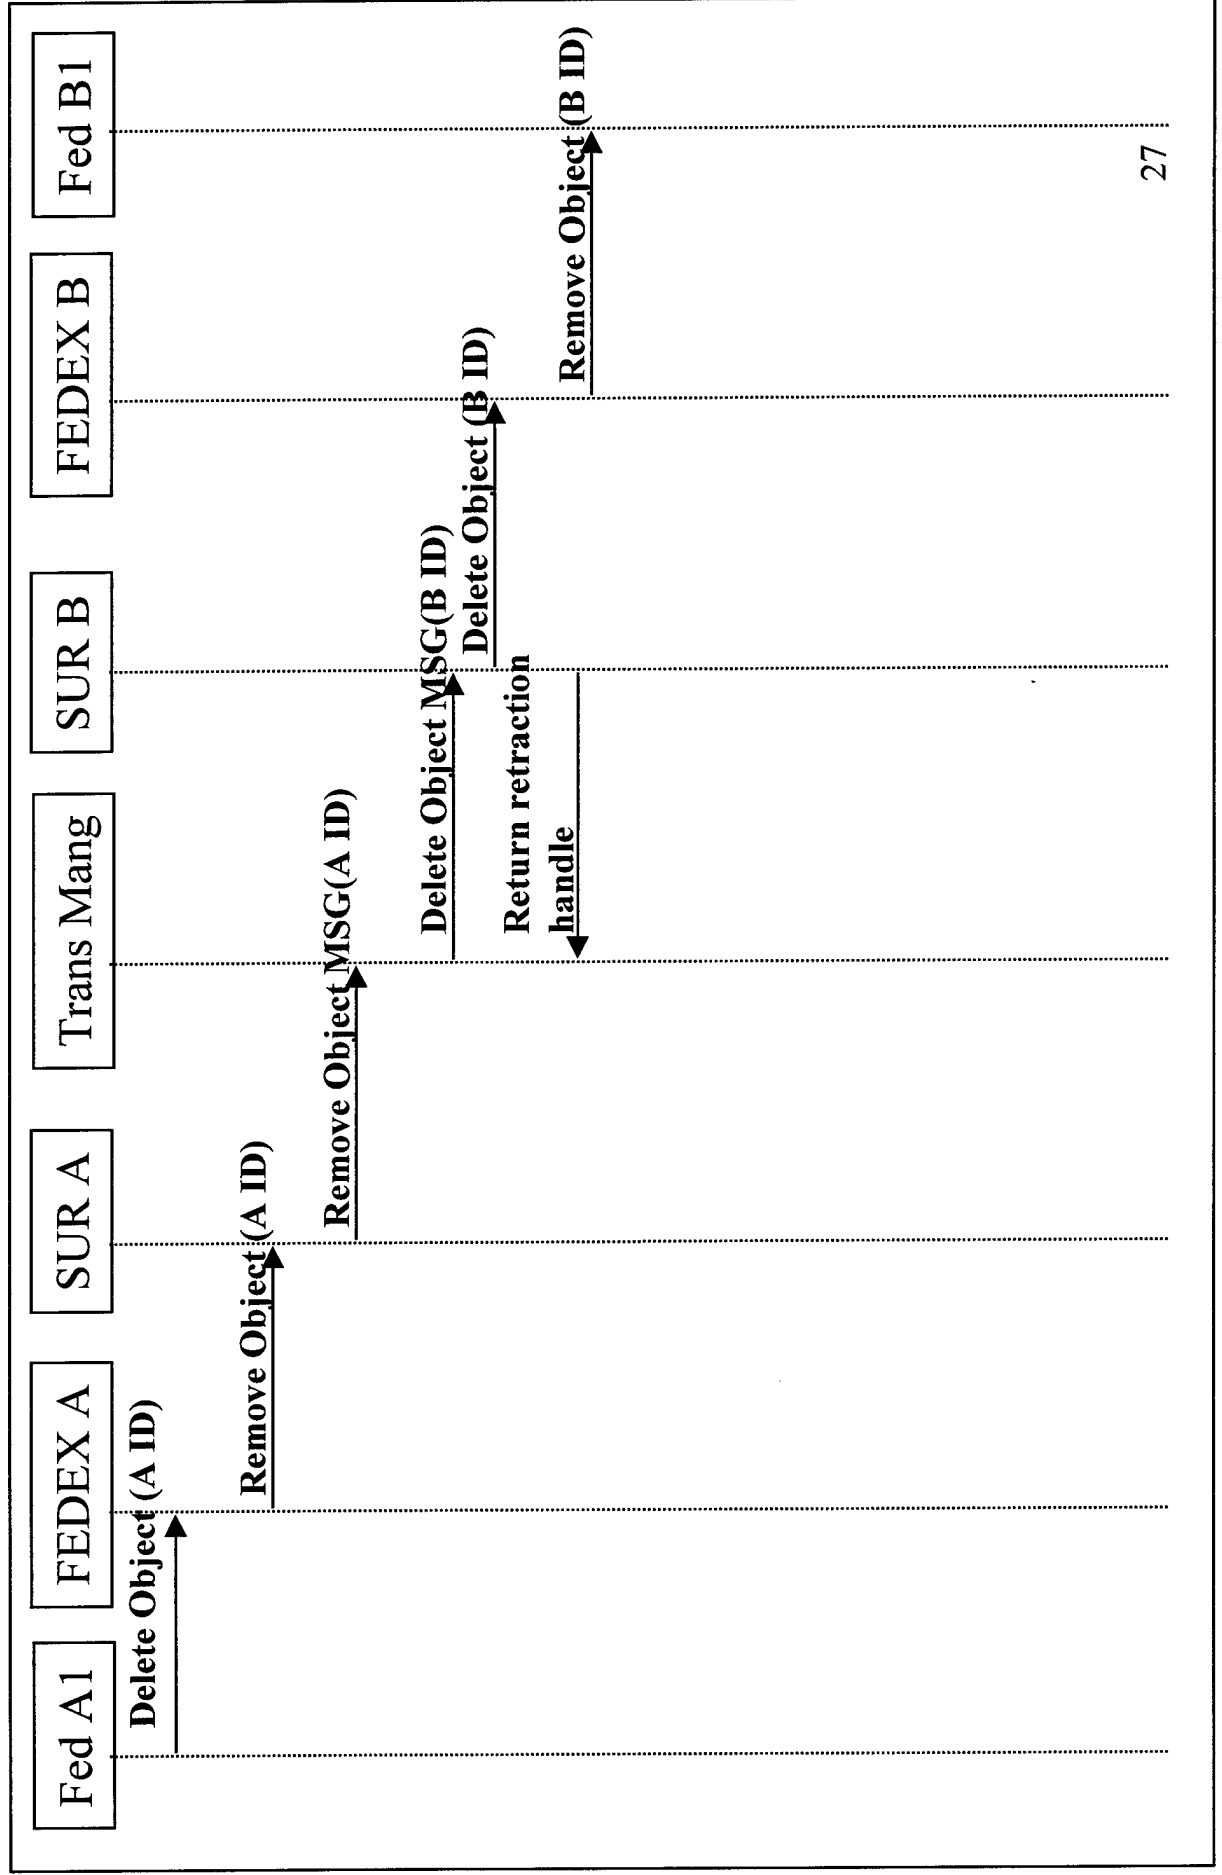 Fed A1
FEDEX A
SUR A
Trans Mang
SUR B
FEDEX B
Fed B1
Delete Object (A ID)
Remove Object (A ID)
Remove Object MSG(A ID)
Delete Object MSG(B ID)
Delete Object (B ID)
Return retraction
handle
Remove Object (B ID)
27